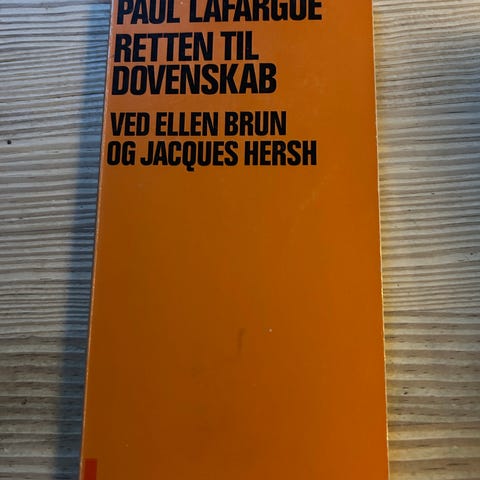 PAUL LAFARGUE
RETTEN TIL
DOVENSKAB
VED ELLEN BRUN
OG JACQUES HERSH